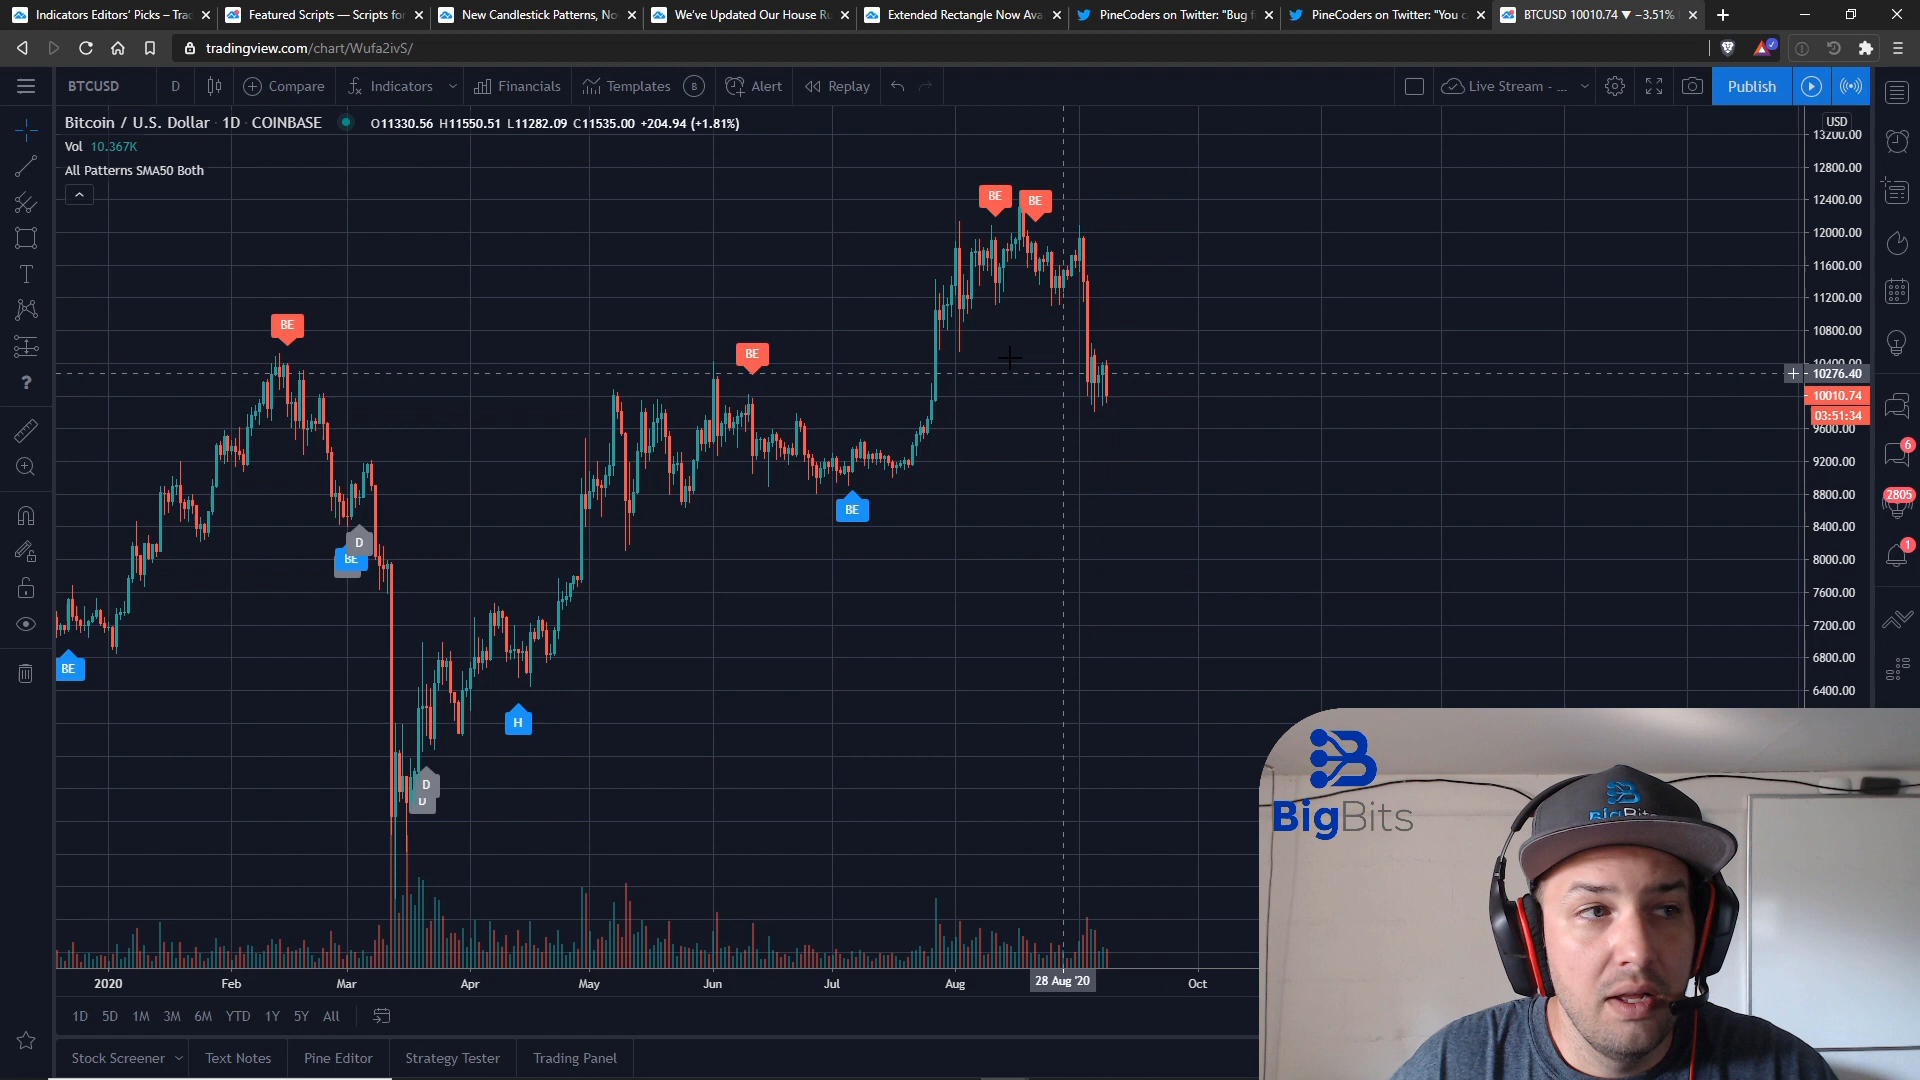 Indicators Editors' Picks – Trad
Featured Scripts — Scripts for
New Candlestick Patterns, No
We've Updated Our House Ru
Extended Rectangle Now Ava
PineCoders on Twitter: "Bug f
PineCoders on Twitter: "You c
BTCUSD 10010.74 ▼ −3.51%
tradingview.com/chart/Wufa2ivS/
BTCUSD
D
Compare
Indicators
Financials
Templates
B
Alert
Replay
Live Stream - ...
Publish
Bitcoin / U.S. Dollar · 1D · COINBASE
O11330.56 H11550.51 L11282.09 C11535.00 +204.94 (+1.81%)
USD
Vol 10.367K
All Patterns SMA50 Both
13200.00
12800.00
12400.00
12000.00
11600.00
11200.00
10800.00
10400.00
10276.40
10010.74
03:51:34
9600.00
9200.00
8800.00
8400.00
8000.00
7600.00
7200.00
6800.00
6400.00
BE
BE
BE
BE
BE
D
BE
BE
H
D
D
6
2805
1
BigBits
BigBits
2020
Feb
Mar
Apr
May
Jun
Jul
Aug
28 Aug '20
Oct
1D
5D
1M
3M
6M
YTD
1Y
5Y
All
Stock Screener
Text Notes
Pine Editor
Strategy Tester
Trading Panel